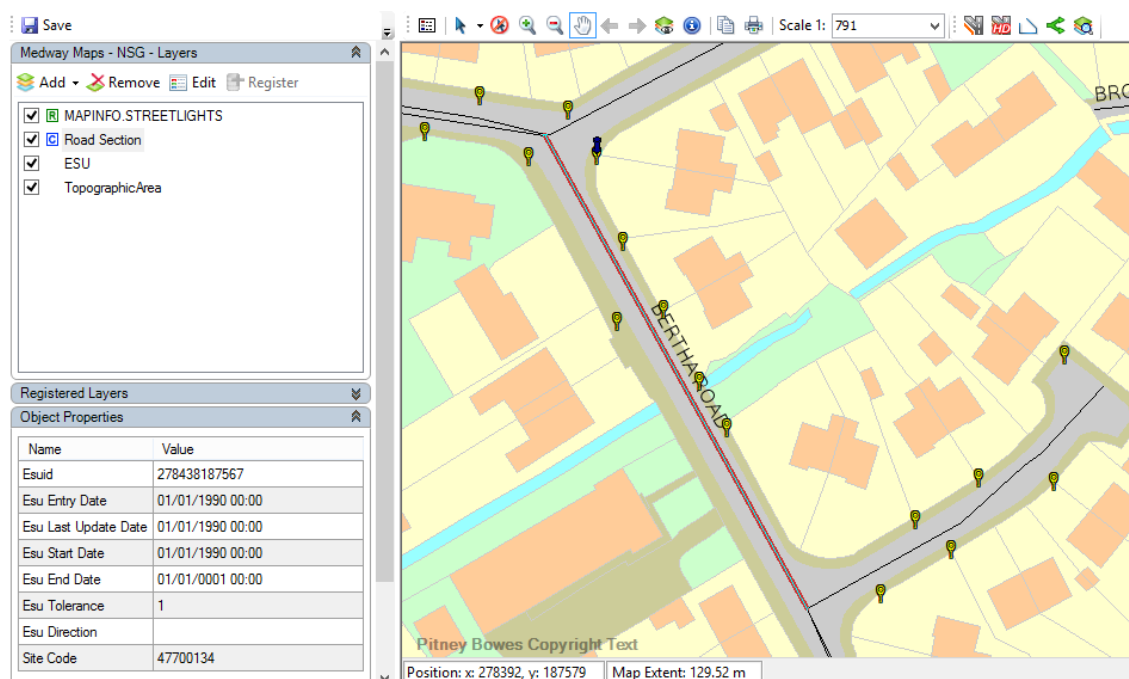 Save
Scale 1: 791
Medway Maps - NSG - Layers
Add Remove Edit Register
R MAPINFO.STREETLIGHTS
C Road Section
ESU
TopographicArea
Registered Layers
Object Properties
Name Value
Esuid 278438187567
Esu Entry Date 01/01/1990 00:00
Esu Last Update Date 01/01/1990 00:00
Esu Start Date 01/01/1990 00:00
Esu End Date 01/01/0001 00:00
Esu Tolerance 1
Esu Direction
Site Code 47700134
HD
BRO
BERTHA ROAD
Pitney Bowes Copyright Text
Position: x: 278392, y: 187579 Map Extent: 129.52 m